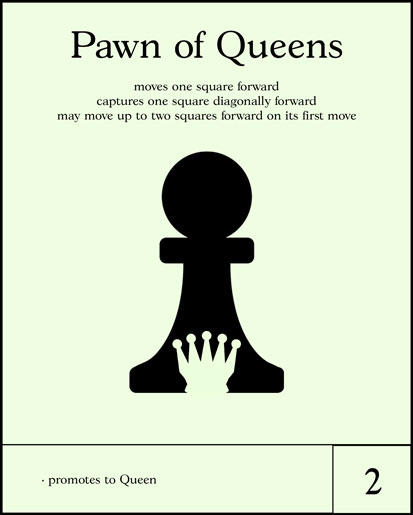 Pawn of Queens
moves one square forward
captures one square diagonally forward
may move up to two squares forward on its first move
· promotes to Queen
2